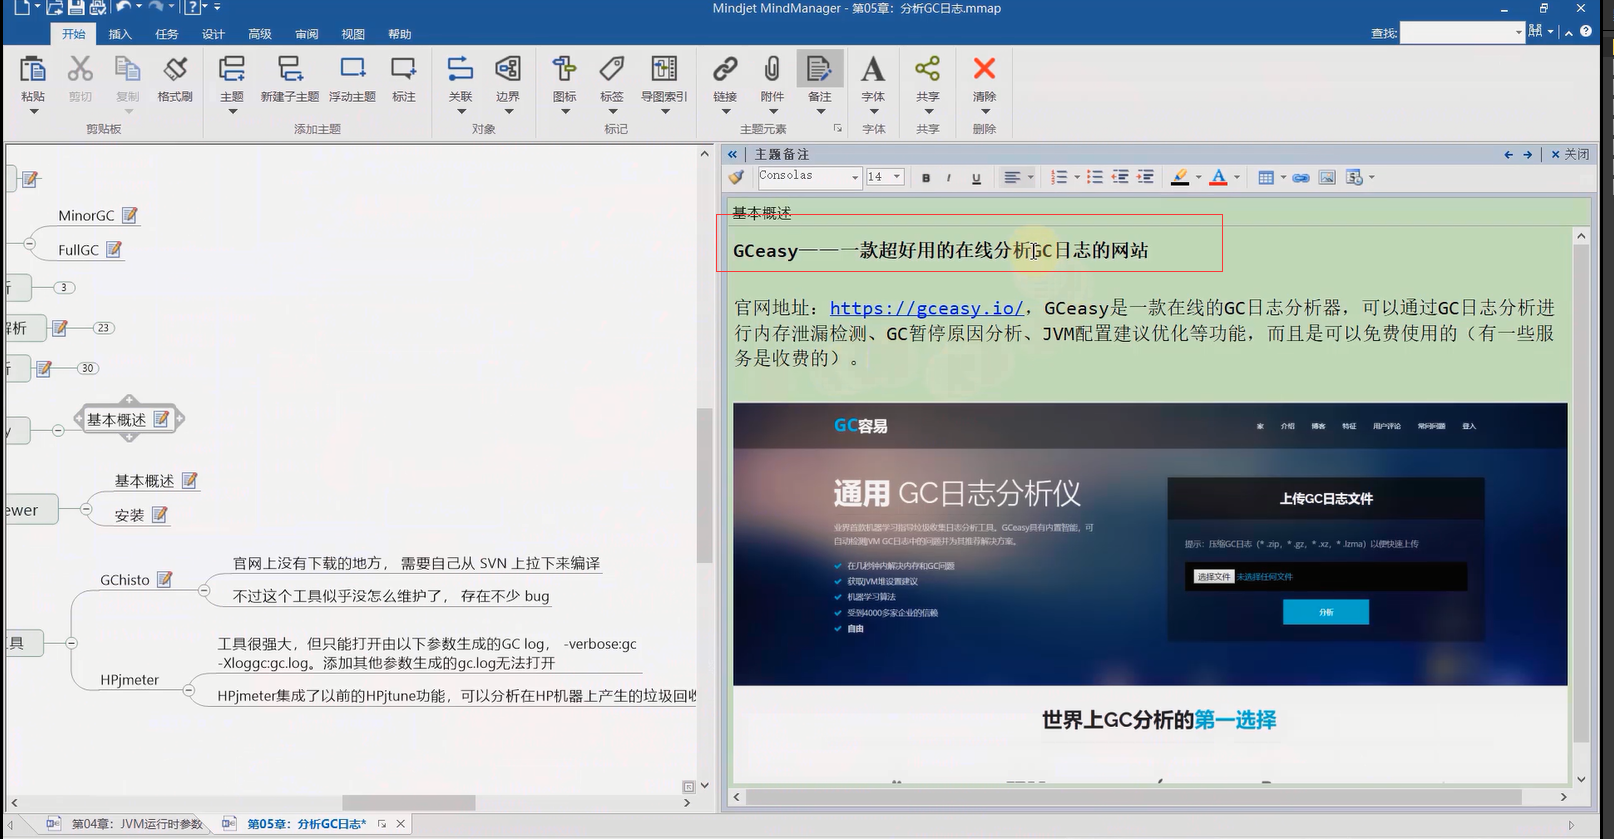 Mindjet MindManager - 第05章：分析GC日志.mmap
开始 插入 任务 设计 高级 审阅 视图 帮助
查找:
粘贴 剪切 复制 格式刷 主题 新建子主题 浮动主题 标注 关联 边界 图标 标签 导图索引 链接 附件 备注 字体 共享 清除
剪贴板 添加主题 对象 标记 主题元素 字体 共享 删除
MinorGC
FullGC
析
3
解析
23
析
30
y
基本概述
ewer
基本概述
安装
工具
GChisto
官网上没有下载的地方， 需要自己从 SVN 上拉下来编译
不过这个工具似乎没怎么维护了， 存在不少 bug
HPjmeter
工具很强大，但只能打开由以下参数生成的GC log， -verbose:gc
-Xloggc:gc.log。添加其他参数生成的gc.log无法打开
HPjmeter集成了以前的HPjtune功能，可以分析在HP机器上产生的垃圾回收
主题备注
关闭
Consolas 14 B I U
基本概述
GCeasy——一款超好用的在线分析GC日志的网站
官网地址：https://gceasy.io/，GCeasy是一款在线的GC日志分析器，可以通过GC日志分析进
行内存泄漏检测、GC暂停原因分析、JVM配置建议优化等功能，而且是可以免费使用的（有一些服
务是收费的）。
GC容易
家 介绍 博客 特征 用户评论 常问问题 登入
通用 GC日志分析仪
业界首款机器学习指导垃圾收集日志分析工具。GCeasy具有内置智能，可
自动检测JVM GC日志中的问题并为其推荐解决方案。
在几秒钟内解决内存和GC问题
获取JVM堆设置建议
机器学习算法
受到4000多家企业的信赖
自由
上传GC日志文件
提示：压缩GC日志（*.zip，*.gz，*.xz，*.lzma）以便快速上传
选择文件 未选择任何文件
分析
世界上GC分析的第一选择
第04章：JVM运行时参数
第05章：分析GC日志*